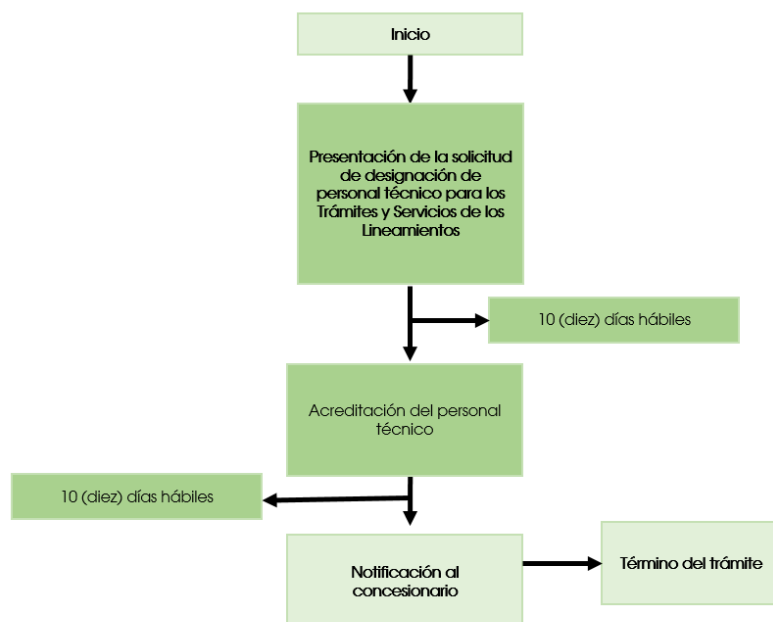 Inicio
Presentación de la solicitud
de designación de
personal técnico para los
Trámites y Servicios de los
Lineamientos
10 (diez) días hábiles
Acreditación del personal
técnico
10 (diez) días hábiles
Notificación al
concesionario
Término del trámite